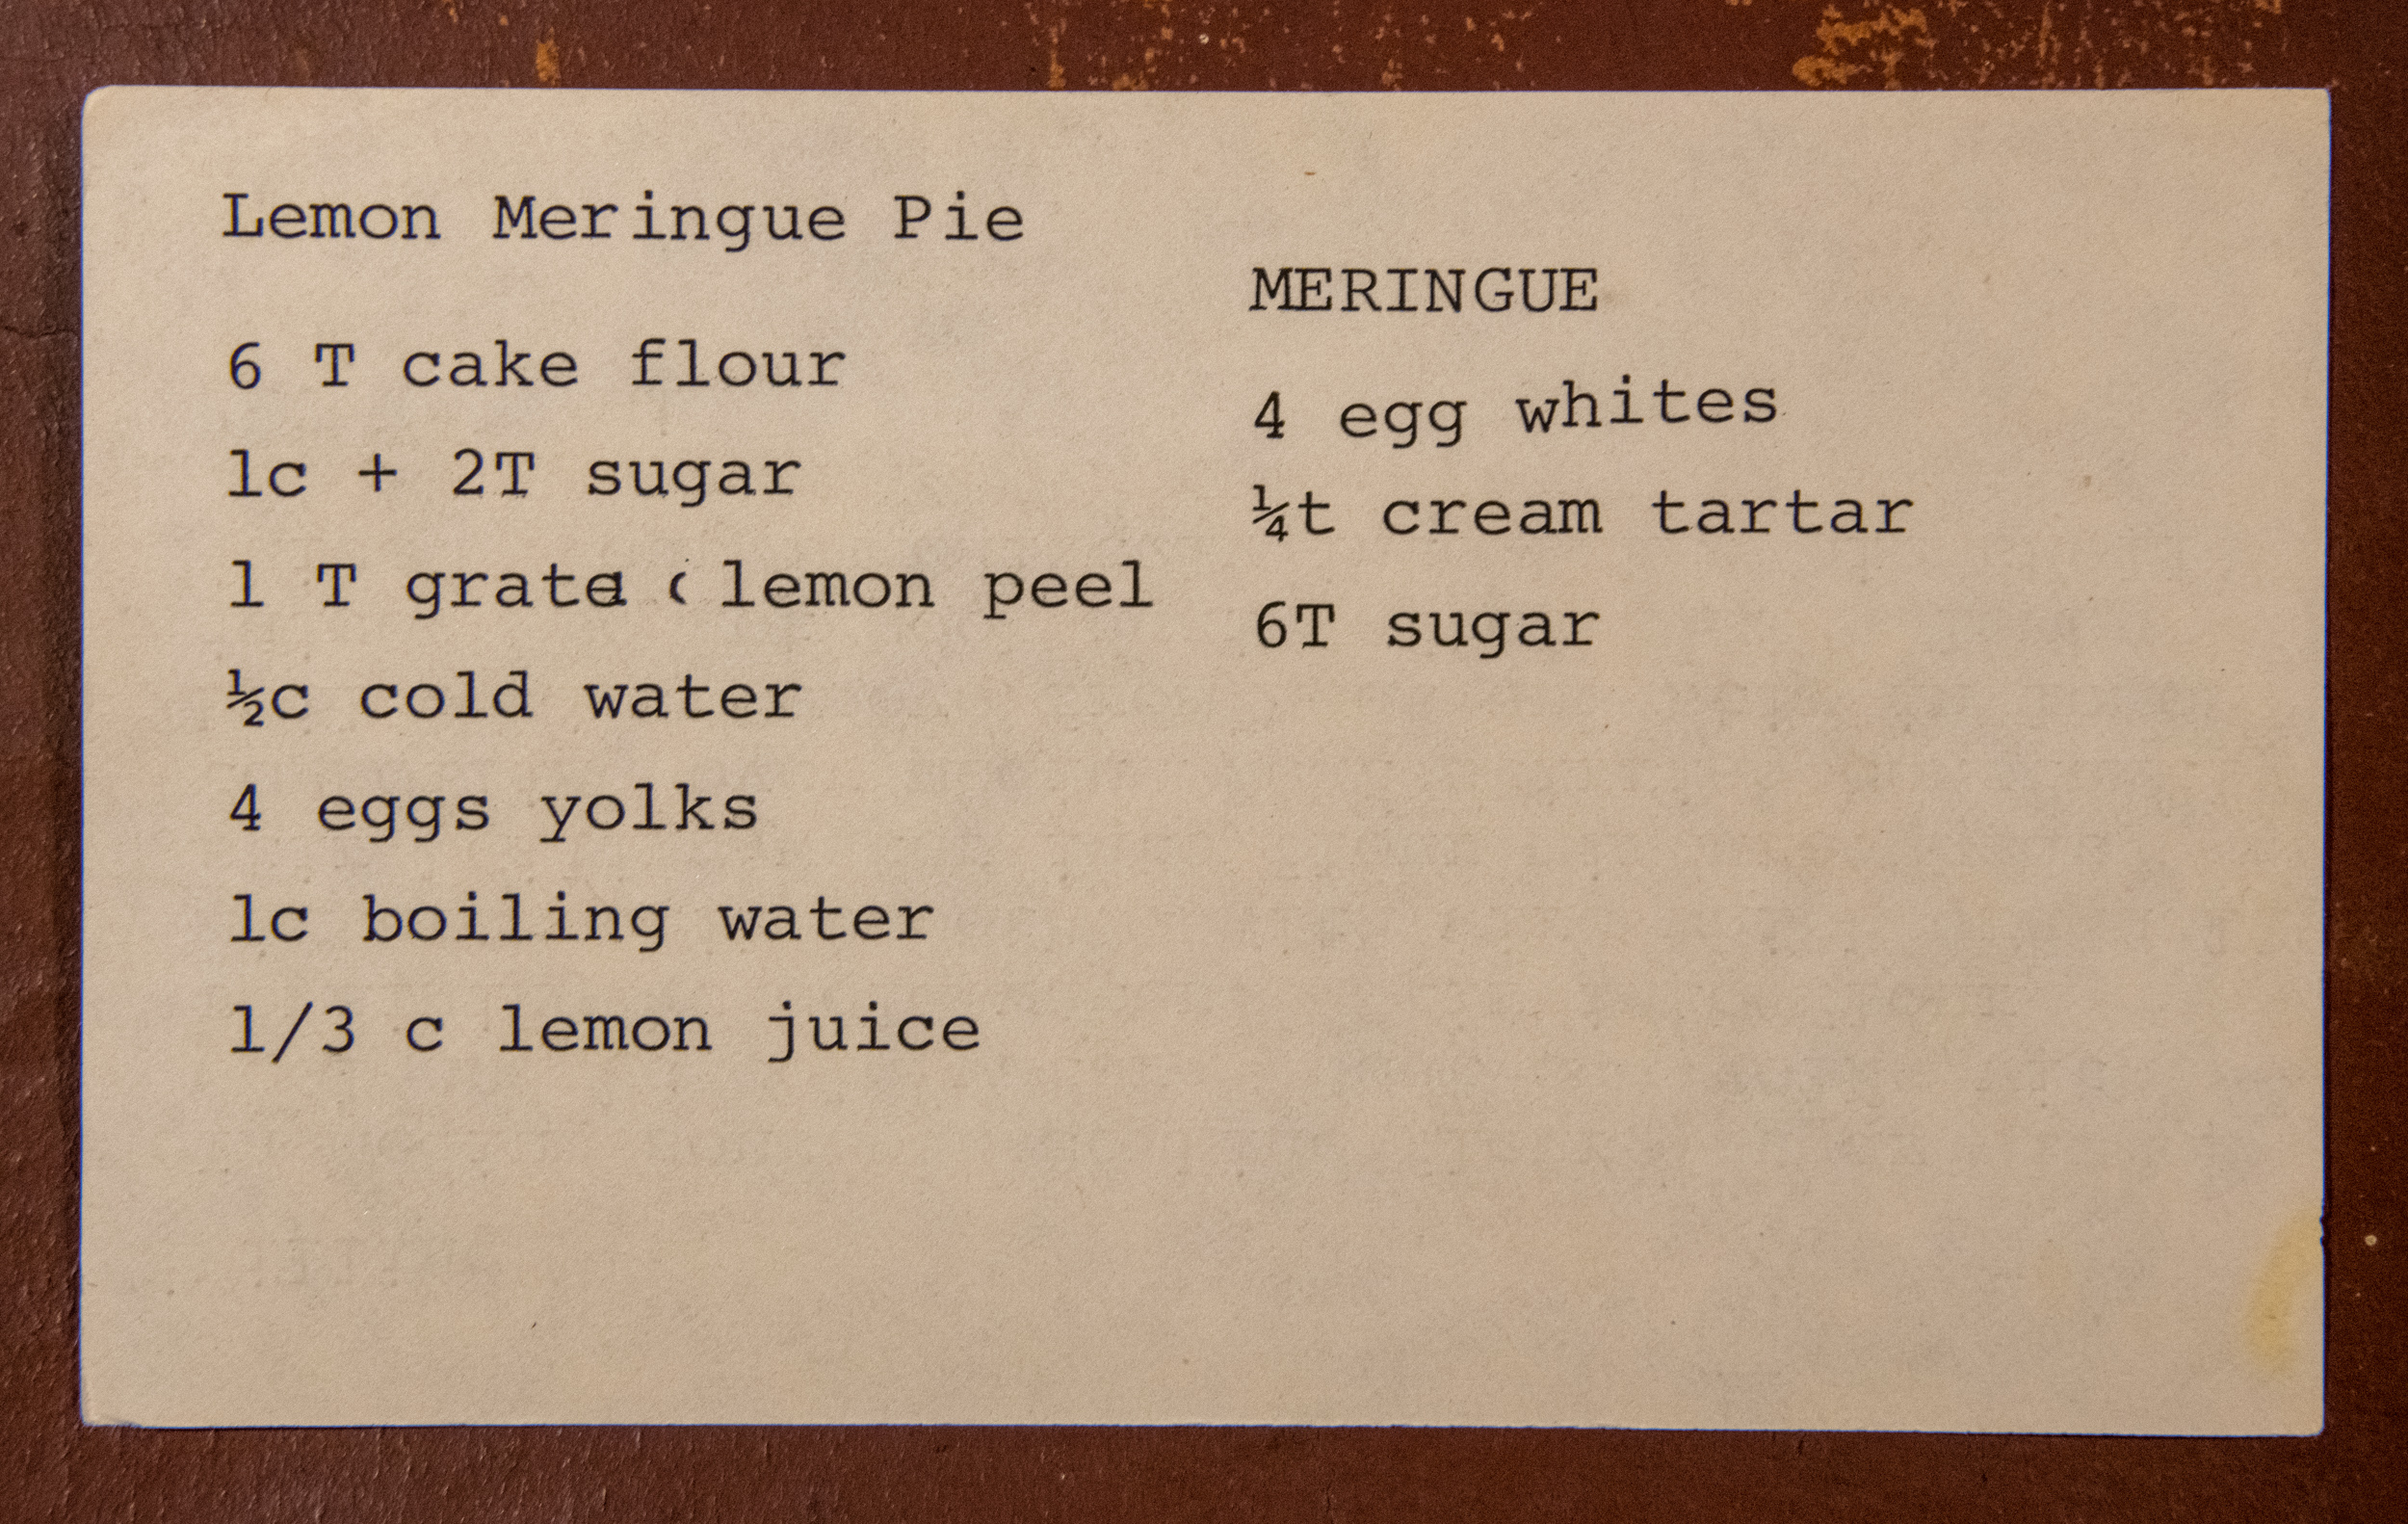 Lemon Meringue Pie
6 T cake flour
1c + 2T sugar
1 T grated lemon peel
½c cold water
4 eggs yolks
1c boiling water
1/3 c lemon juice
MERINGUE
4 egg whites
¼t cream tartar
6T sugar